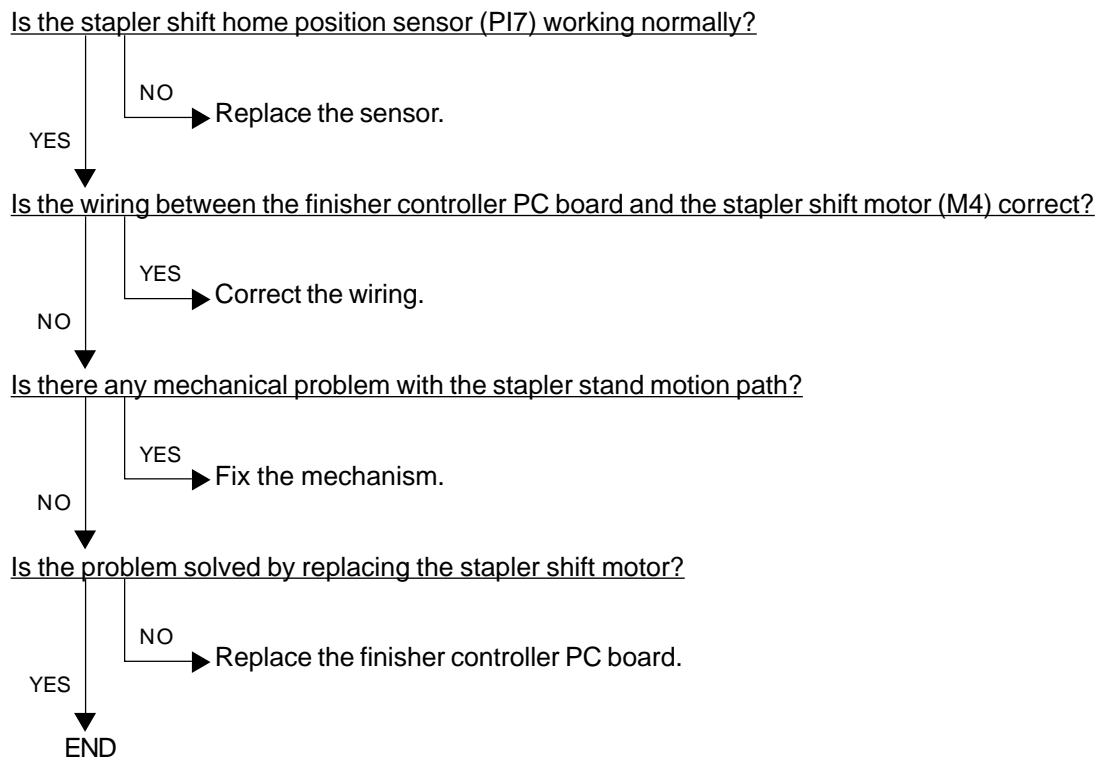 Is the stapler shift home position sensor (PI7) working normally?
NO
Replace the sensor.
YES
Is the wiring between the finisher controller PC board and the stapler shift motor (M4) correct?
YES
Correct the wiring.
NO
Is there any mechanical problem with the stapler stand motion path?
YES
Fix the mechanism.
NO
Is the problem solved by replacing the stapler shift motor?
NO
Replace the finisher controller PC board.
YES
END